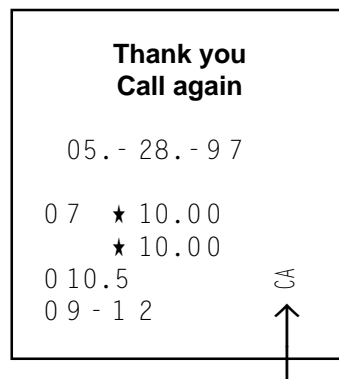 Thank you
Call again
05.-28.-97
07 ★10.00
★10.00
010.5 CA
09-12